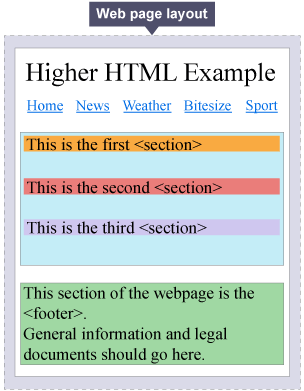 Web page layout
Higher HTML Example
Home News Weather Bitesize Sport
This is the first <section>
This is the second <section>
This is the third <section>
This section of the webpage is the
<footer>.
General information and legal
documents should go here.